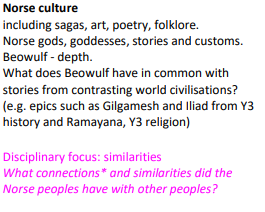 Norse culture
including sagas, art, poetry, folklore.
Norse gods, goddesses, stories and customs.
Beowulf - depth.
What does Beowulf have in common with
stories from contrasting world civilisations?
(e.g. epics such as Gilgamesh and Iliad from Y3
history and Ramayana, Y3 religion)
Disciplinary focus: similarities
What connections* and similarities did the
Norse peoples have with other peoples?